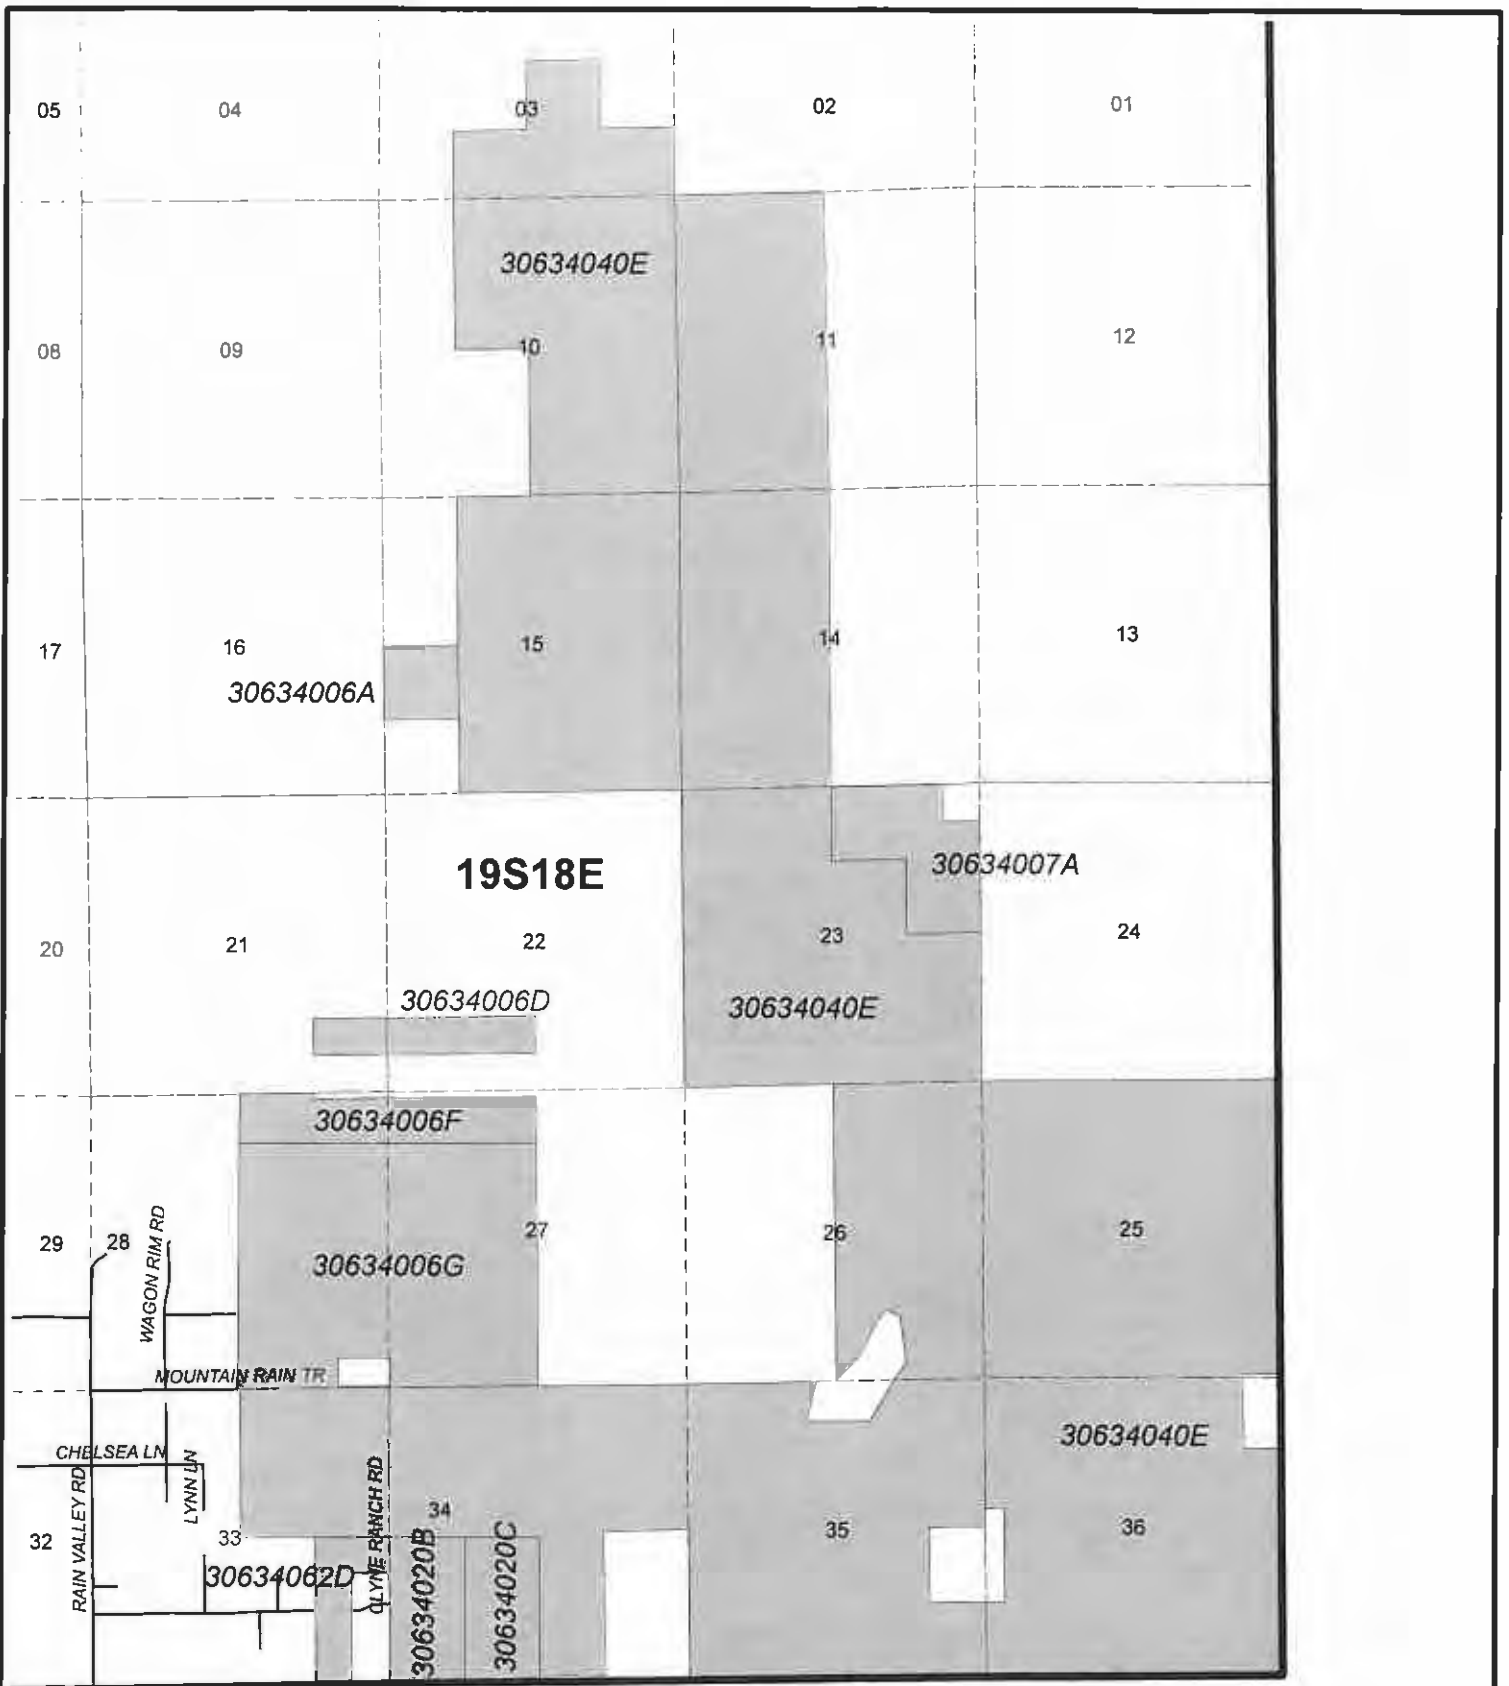 05 04 03 02 01
30634040E
08 09 10 11 12
17 16 15 14 13
30634006A
19S18E
30634007A
20 21 22 23 24
30634006D
30634040E
30634006F
29 28 27 26 25
WAGON RIM RD
30634006G
MOUNTAIN RAIN TR
30634040E
CHELSEA LN
LYNN LN
RAIN VALLEY RD
CLYNE RANCH RD
32 33 34 35 36
30634062D
30634020B
30634020C